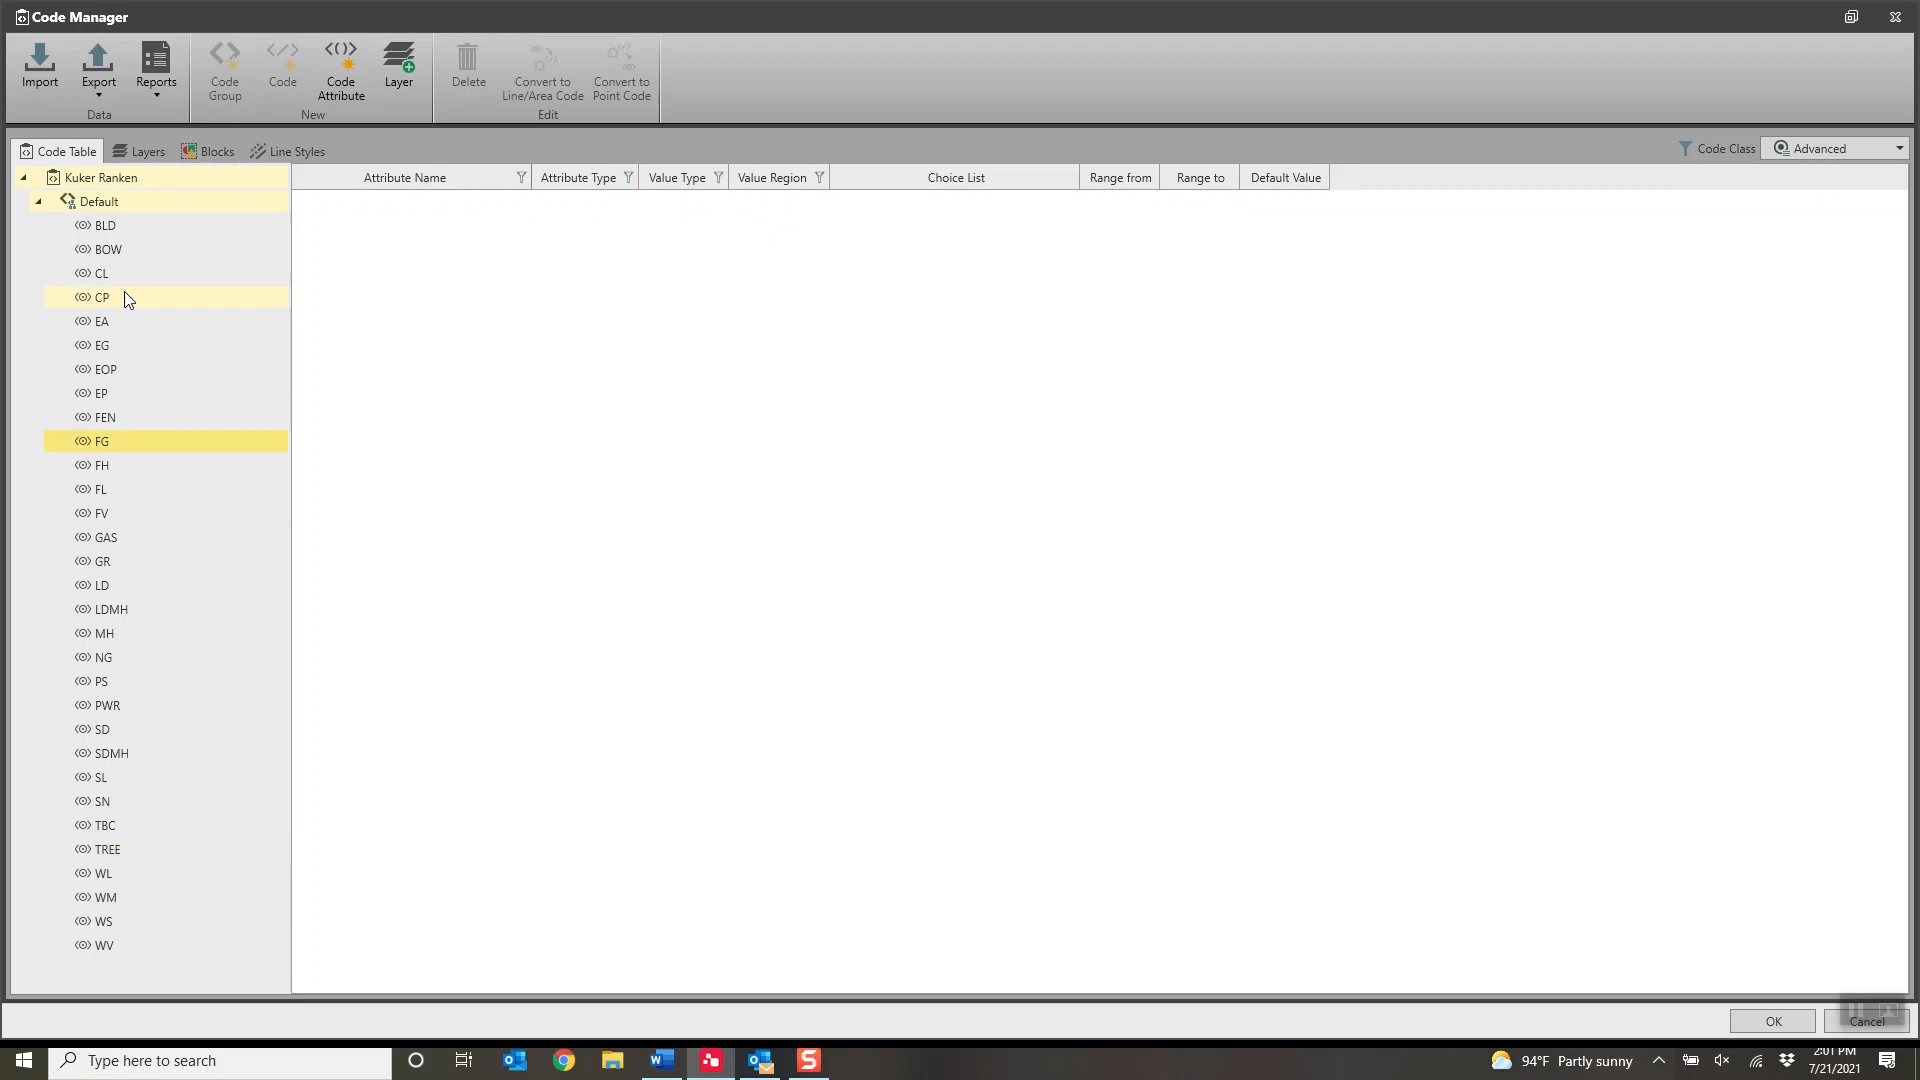 Code Manager
Import
Export
Reports
Code
Group
Code
Code
Attribute
Layer
Delete
Convert to
Line/Area Code
Convert to
Point Code
Data
New
Edit
Code Table
Layers
Blocks
Line Styles
Code Class
Advanced
Kuker Ranken
Attribute Name
Attribute Type
Value Type
Value Region
Choice List
Range from
Range to
Default Value
Default
BLD
BOW
CL
CP
EA
EG
EOP
EP
FEN
FG
FH
FL
FV
GAS
GR
LD
LDMH
MH
NG
PS
PWR
SD
SDMH
SL
SN
TBC
TREE
WL
WM
WS
WV
OK
Cancel
Type here to search
94°F Partly sunny
2:01 PM
7/21/2021